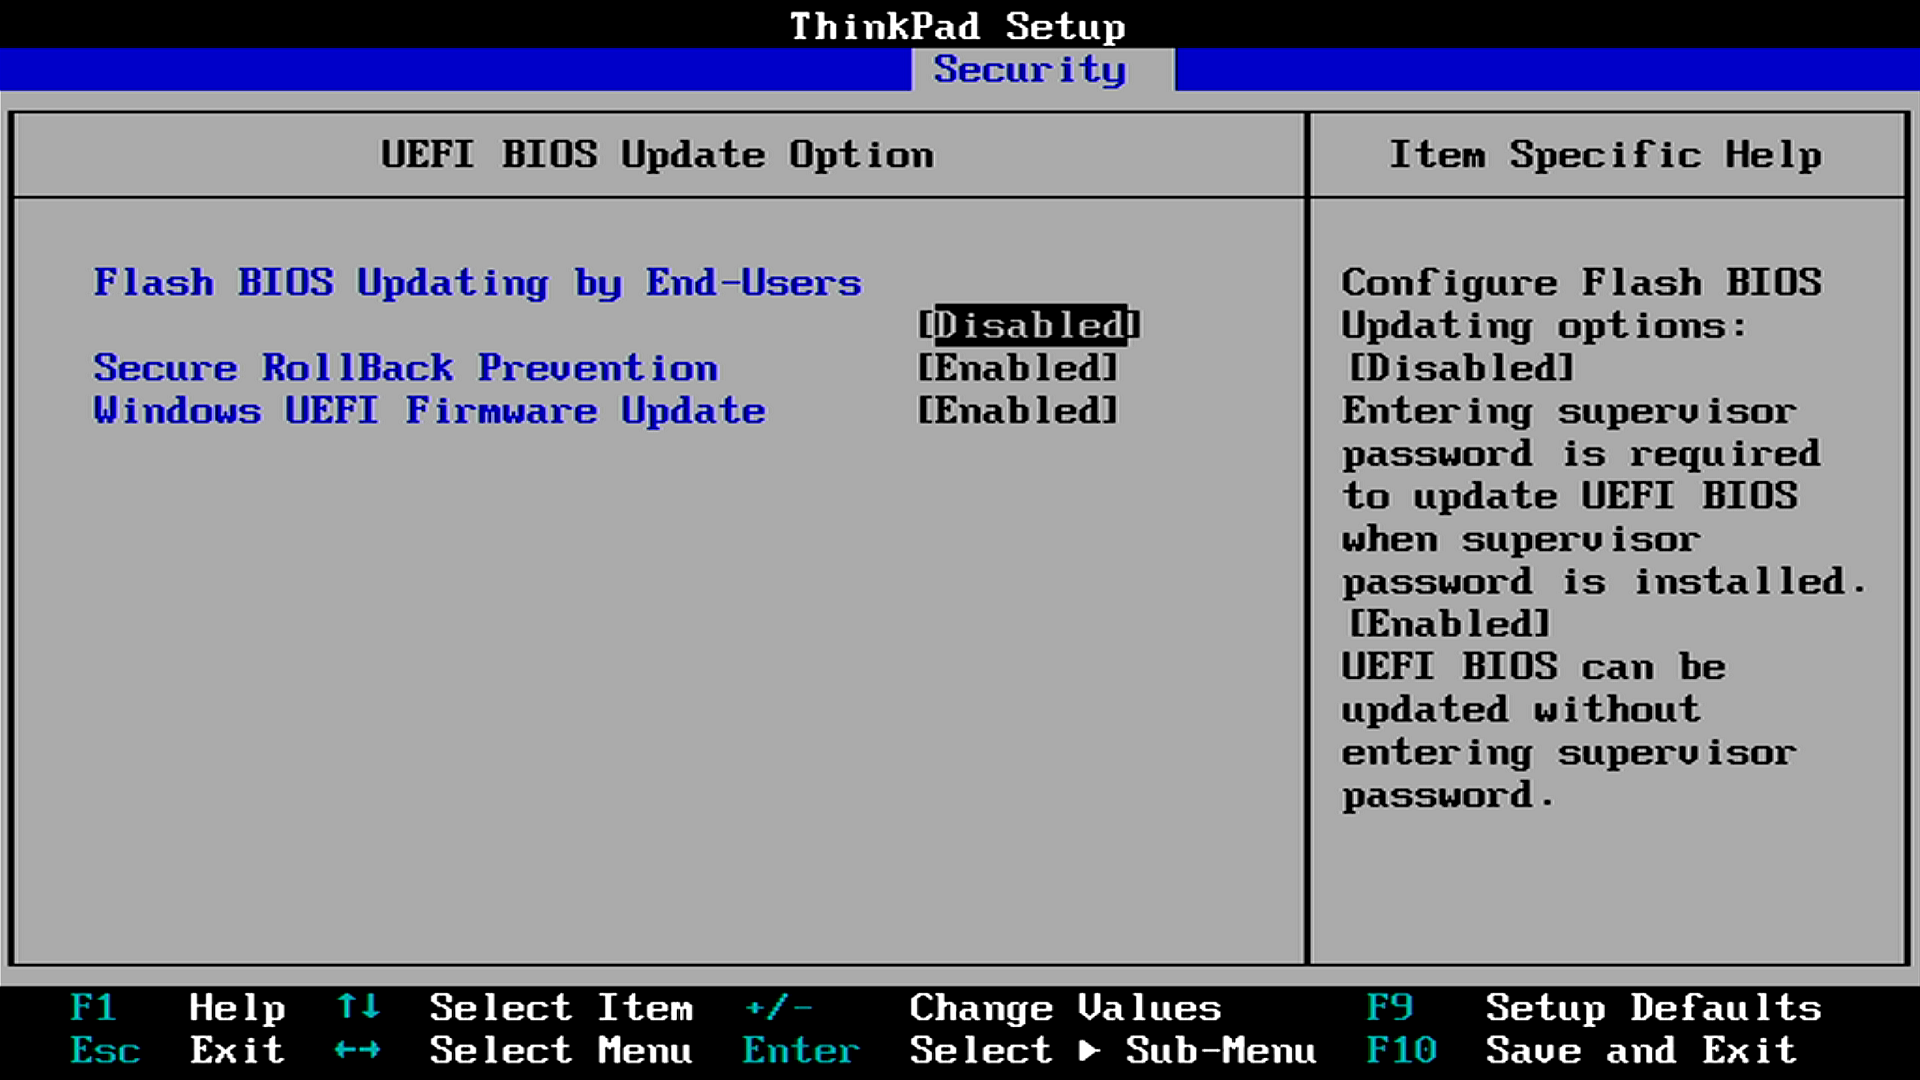 ThinkPad Setup
Security
UEFI BIOS Update Option
Item Specific Help
Flash BIOS Updating by End-Users
[Disabled]
Secure RollBack Prevention [Enabled]
Windows UEFI Firmware Update [Enabled]
Configure Flash BIOS
Updating options:
[Disabled]
Entering supervisor
password is required
to update UEFI BIOS
when supervisor
password is installed.
[Enabled]
UEFI BIOS can be
updated without
entering supervisor
password.
F1 Help ↑↓ Select Item +/- Change Values F9 Setup Defaults
Esc Exit ←→ Select Menu Enter Select ▶ Sub-Menu F10 Save and Exit